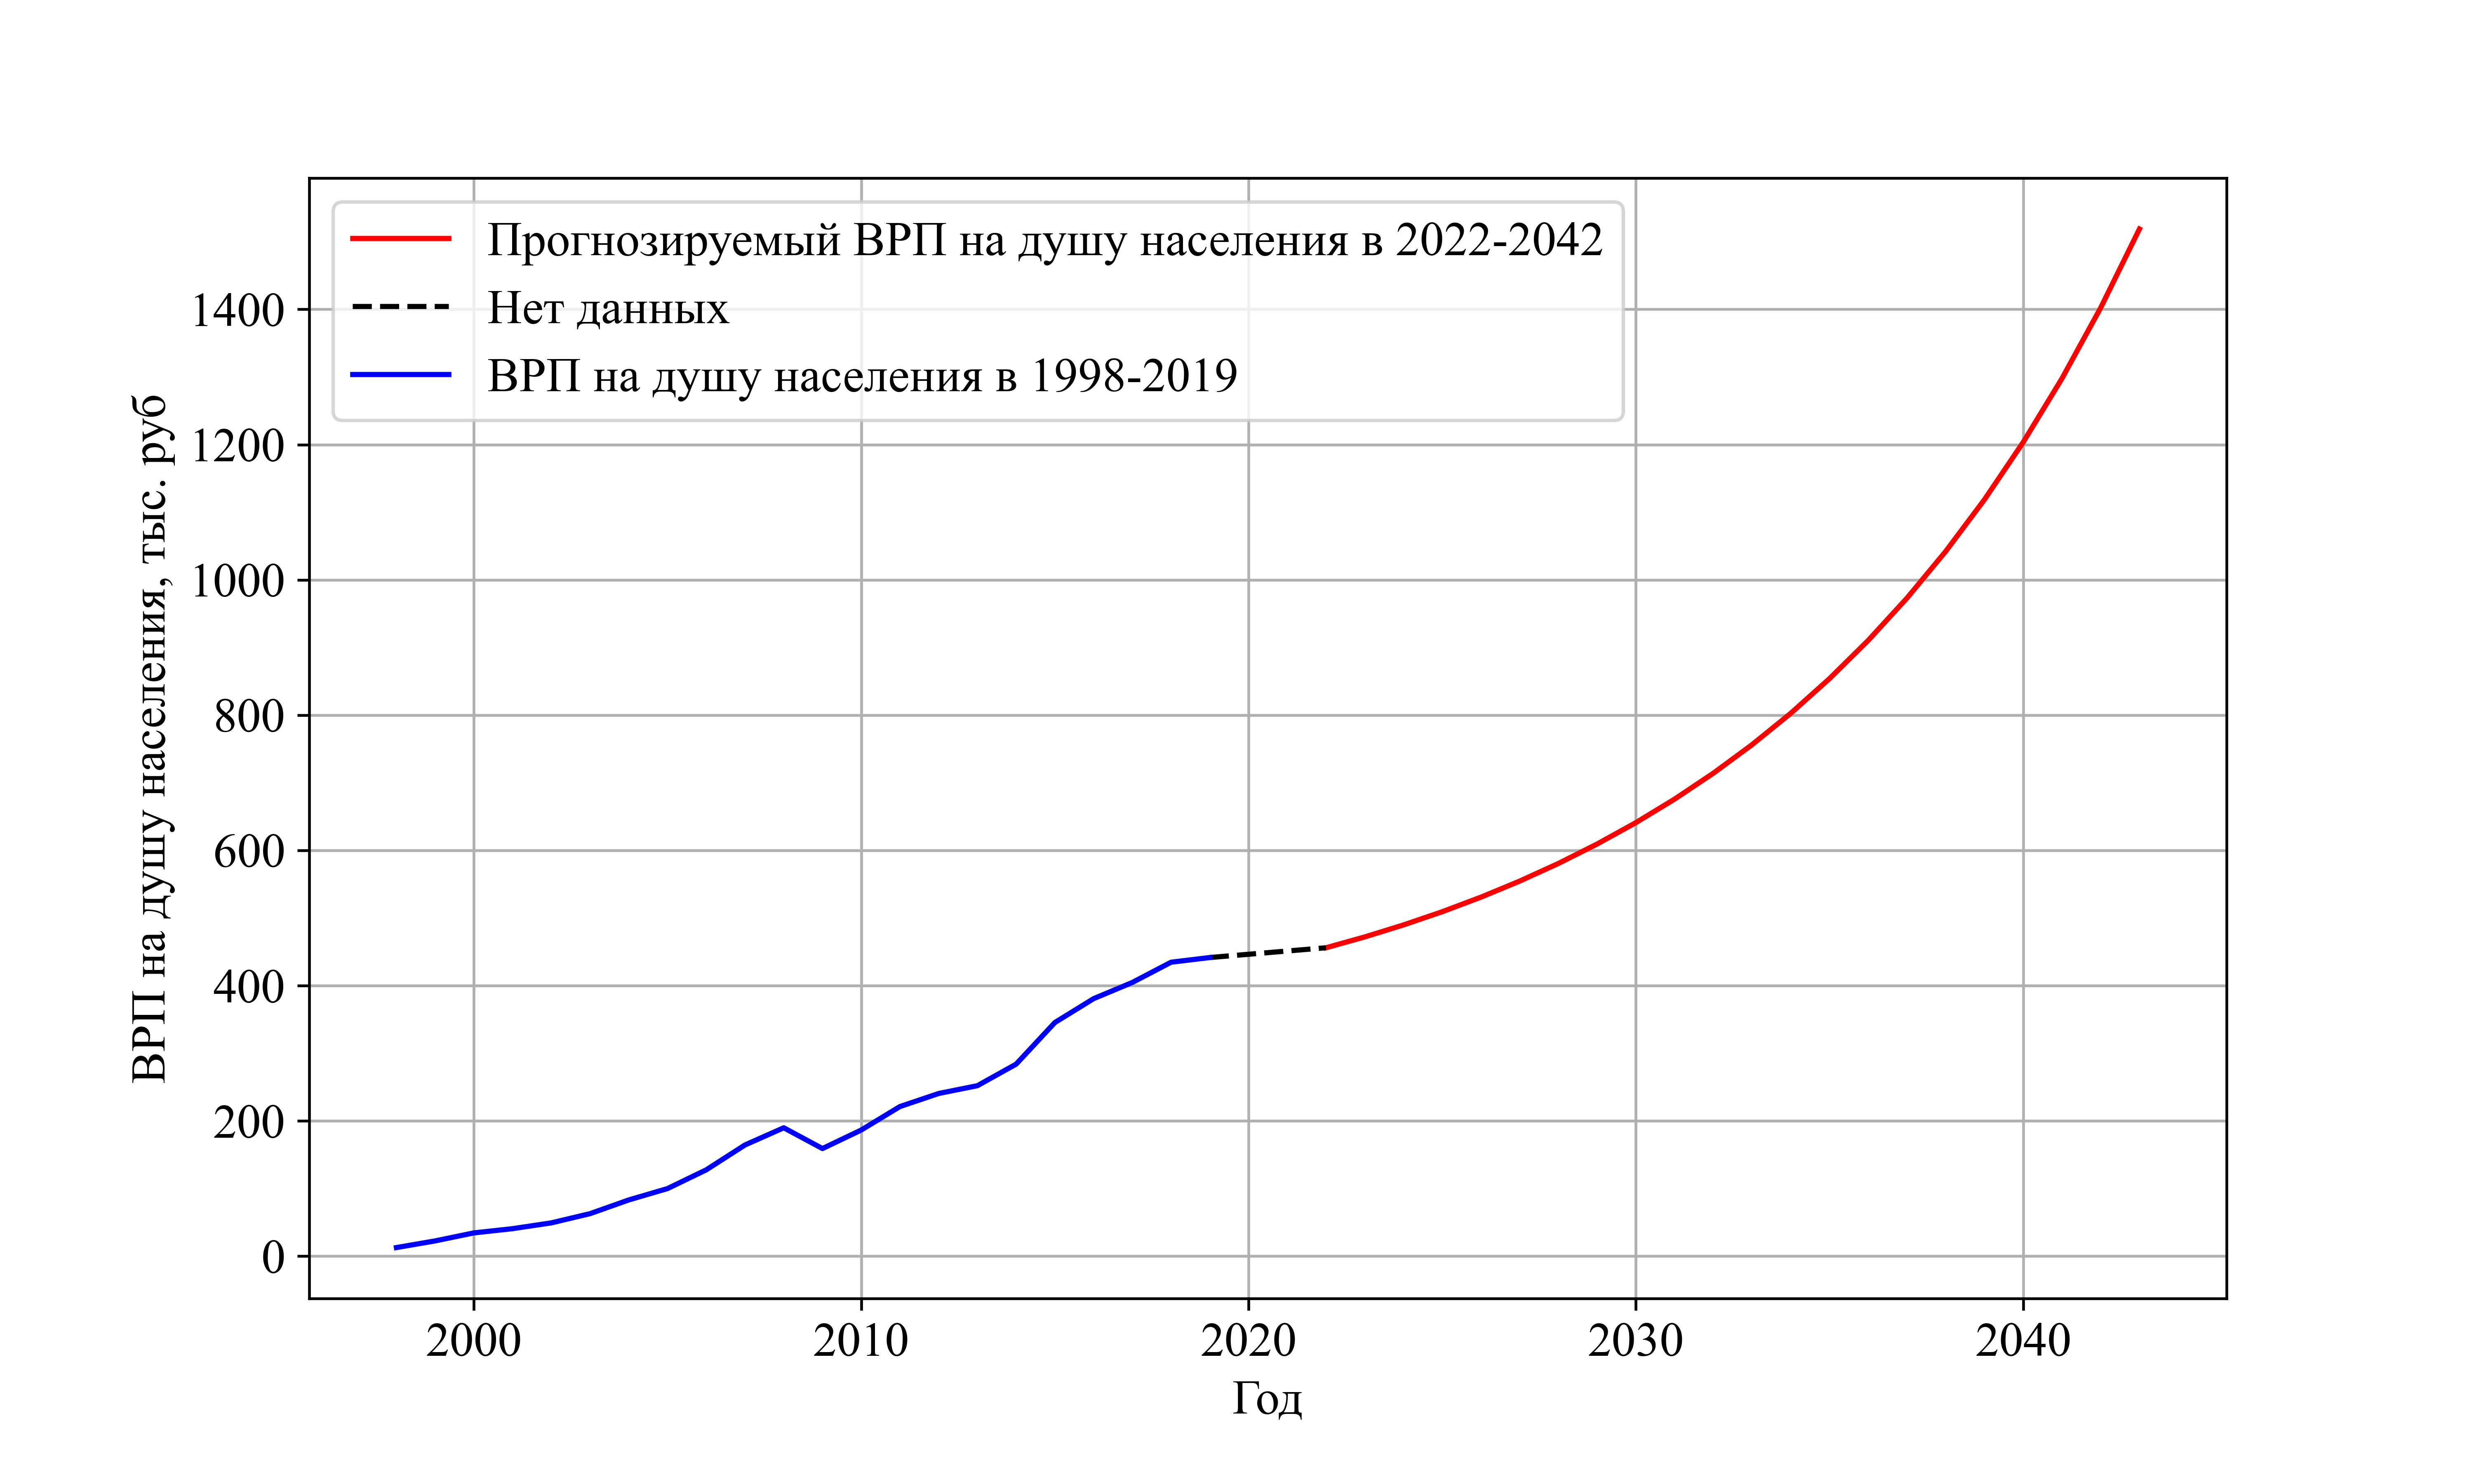 Прогнозируемый ВРП на душу населения в 2022-2042
Нет данных
ВРП на душу населения в 1998-2019
ВРП на душу населения, тыс. руб
1400
1200
1000
800
600
400
200
0
2000 2010 2020 2030 2040
Год